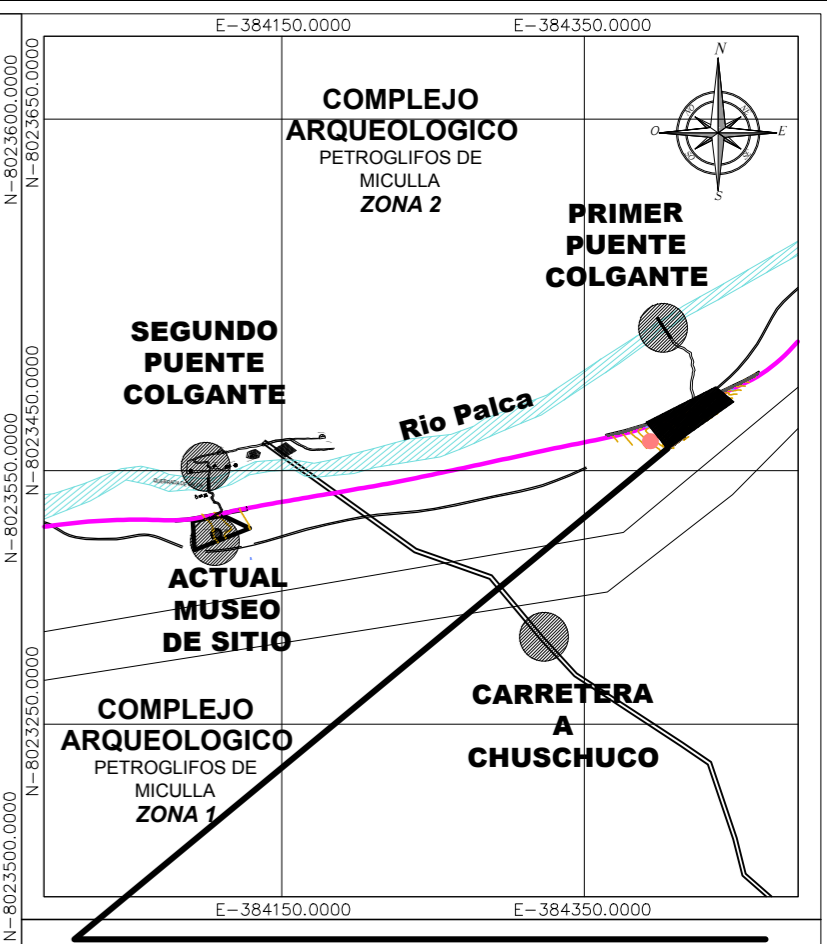 E-384150.0000
E-384350.0000
N-8023600.0000
N-8023650.0000
COMPLEJO
ARQUEOLOGICO
PETROGLIFOS DE
MICULLA
ZONA 2
N
O
E
S
PRIMER
PUENTE
COLGANTE
SEGUNDO
PUENTE
COLGANTE
Rio Palca
N-8023450.0000
N-8023550.0000
ACTUAL
MUSEO
DE SITIO
COMPLEJO
ARQUEOLOGICO
PETROGLIFOS DE
MICULLA
ZONA 1
CARRETERA
A
CHUSCHUCO
N-8023250.0000
N-8023500.0000
E-384150.0000
E-384350.0000